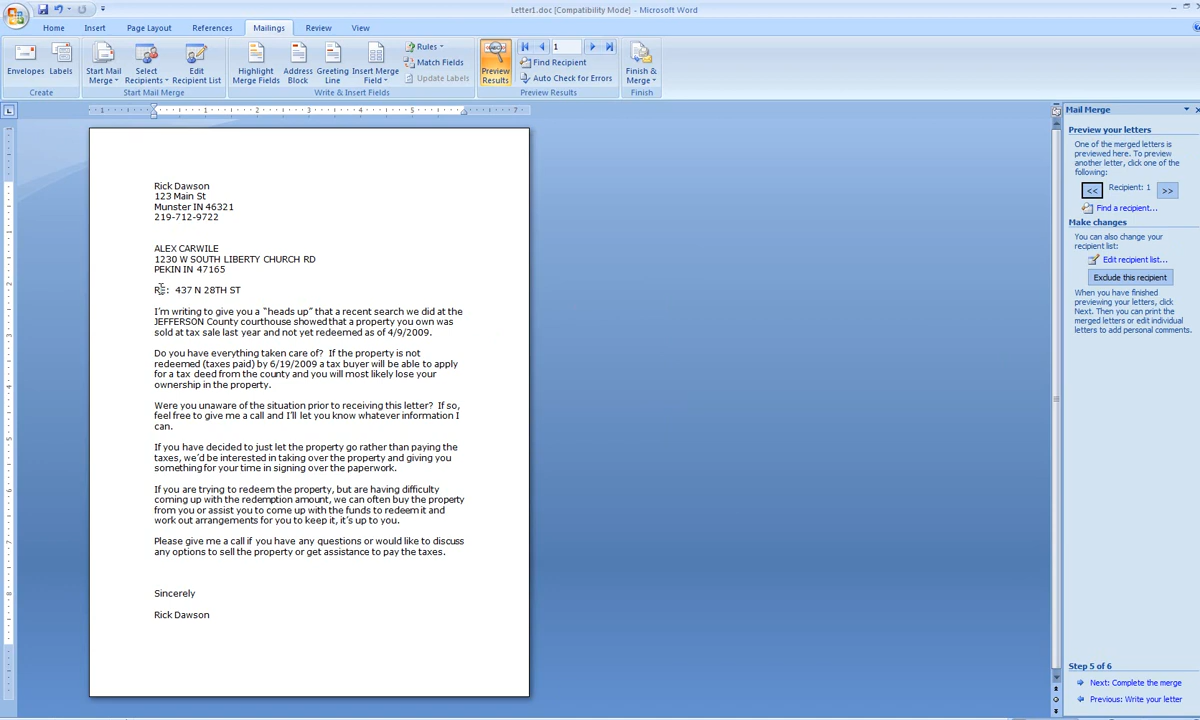 Letter1.doc [Compatibility Mode] - Microsoft Word
Home Insert Page Layout References Mailings Review View
Envelopes Labels
Create
Start Mail Merge Select Recipients Edit Recipient List
Start Mail Merge
Highlight Merge Fields Address Block Greeting Line Insert Merge Field
Rules
Match Fields
Update Labels
Write & Insert Fields
Preview Results
1
Find Recipient
Auto Check for Errors
Preview Results
Finish & Merge
Finish
1 1 2 3 4 5 6 7
Rick Dawson
123 Main St
Munster IN 46321
219-712-9722
ALEX CARWILE
1230 W SOUTH LIBERTY CHURCH RD
PEKIN IN 47165
RE: 437 N 28TH ST
I'm writing to give you a “heads up” that a recent search we did at the
JEFFERSON County courthouse showed that a property you own was
sold at tax sale last year and not yet redeemed as of 4/9/2009.
Do you have everything taken care of? If the property is not
redeemed (taxes paid) by 6/19/2009 a tax buyer will be able to apply
for a tax deed from the county and you will most likely lose your
ownership in the property.
Were you unaware of the situation prior to receiving this letter? If so,
feel free to give me a call and I'll let you know whatever information I
can.
If you have decided to just let the property go rather than paying the
taxes, we'd be interested in taking over the property and giving you
something for your time in signing over the paperwork.
If you are trying to redeem the property, but are having difficulty
coming up with the redemption amount, we can often buy the property
from you or assist you to come up with the funds to redeem it and
work out arrangements for you to keep it, it's up to you.
Please give me a call if you have any questions or would like to discuss
any options to sell the property or get assistance to pay the taxes.
Sincerely
Rick Dawson
Mail Merge
Preview your letters
One of the merged letters is
previewed here. To preview
another letter, click one of the
following:
<< Recipient: 1 >>
Find a recipient...
Make changes
You can also change your
recipient list:
Edit recipient list...
Exclude this recipient
When you have finished
previewing your letters, click
Next. Then you can print the
merged letters or edit individual
letters to add personal comments.
Step 5 of 6
Next: Complete the merge
Previous: Write your letter